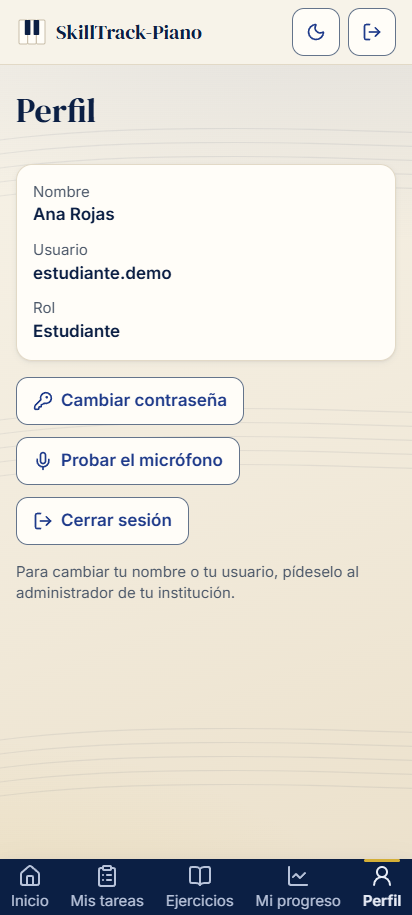 SkillTrack-Piano
Perfil
Nombre
Ana Rojas
Usuario
estudiante.demo
Rol
Estudiante
Cambiar contraseña
Probar el micrófono
Cerrar sesión
Para cambiar tu nombre o tu usuario, pídeselo al
administrador de tu institución.
Inicio
Mis tareas
Ejercicios
Mi progreso
Perfil